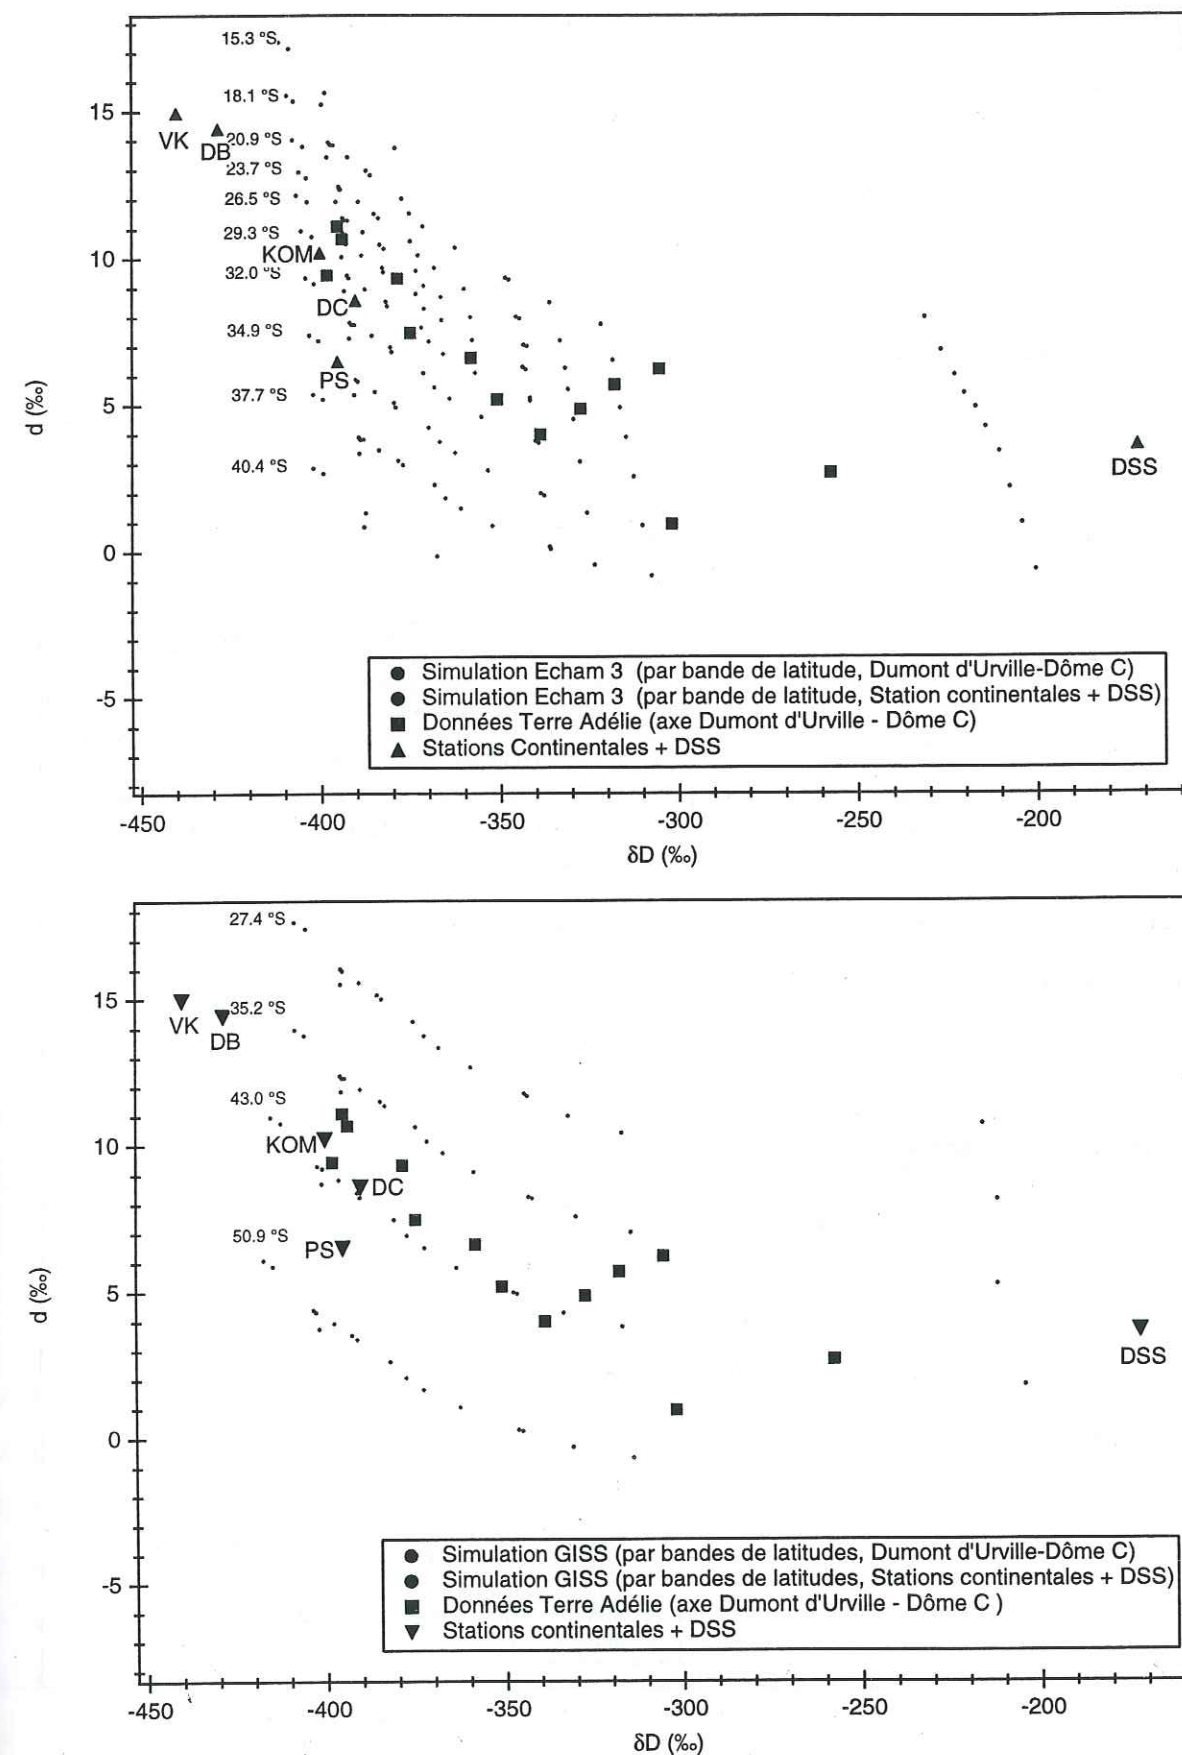 15.3 °S
18.1 °S
15
VK
DB
20.9 °S
23.7 °S
26.5 °S
29.3 °S
10
KOM
32.0 °S
DC
34.9 °S
PS
37.7 °S
5
DSS
40.4 °S
0
d (‰)
-5
● Simulation Echam 3 (par bande de latitude, Dumont d'Urville-Dôme C)
● Simulation Echam 3 (par bande de latitude, Station continentales + DSS)
■ Données Terre Adélie (axe Dumont d'Urville - Dôme C)
▲ Stations Continentales + DSS
-450 -400 -350 -300 -250 -200
δD (‰)
27.4 °S
15
VK
DB
35.2 °S
43.0 °S
10
KOM
DC
50.9 °S
PS
5
DSS
0
d (‰)
-5
● Simulation GISS (par bandes de latitudes, Dumont d'Urville-Dôme C)
● Simulation GISS (par bandes de latitudes, Stations continentales + DSS)
■ Données Terre Adélie (axe Dumont d'Urville - Dôme C )
▼ Stations continentales + DSS
-450 -400 -350 -300 -250 -200
δD (‰)